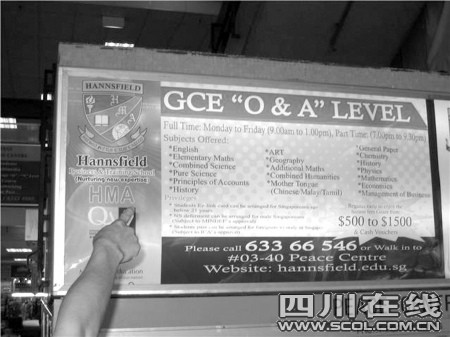 HANNSFIELD
Hannsfield
Business & Training School
Nurturing new expertise
HMA
GCE "O & A" LEVEL
Full Time: Monday to Friday (9.00am to 1.00pm), Part Time: (7.00pm to 9.30pm)
Subjects Offered:
*English
*Elementary Maths
*Combined Science
*Pure Science
*Principles of Accounts
*History
*ART
*Geography
*Additional Maths
*Combined Humanities
*Mother Tongue
(Chinese/Malay/Tamil)
*General Paper
*Chemistry
*History
*Physics
*Mathematics
*Economics
*Management of Business
Privileges
$500 to $1500
& Cash Vouchers
Please call 633 66 546 or Walk in to
#03-40 Peace Centre
Website: hannsfield.edu.sg
四川在线
WWW.SCOL.COM.CN